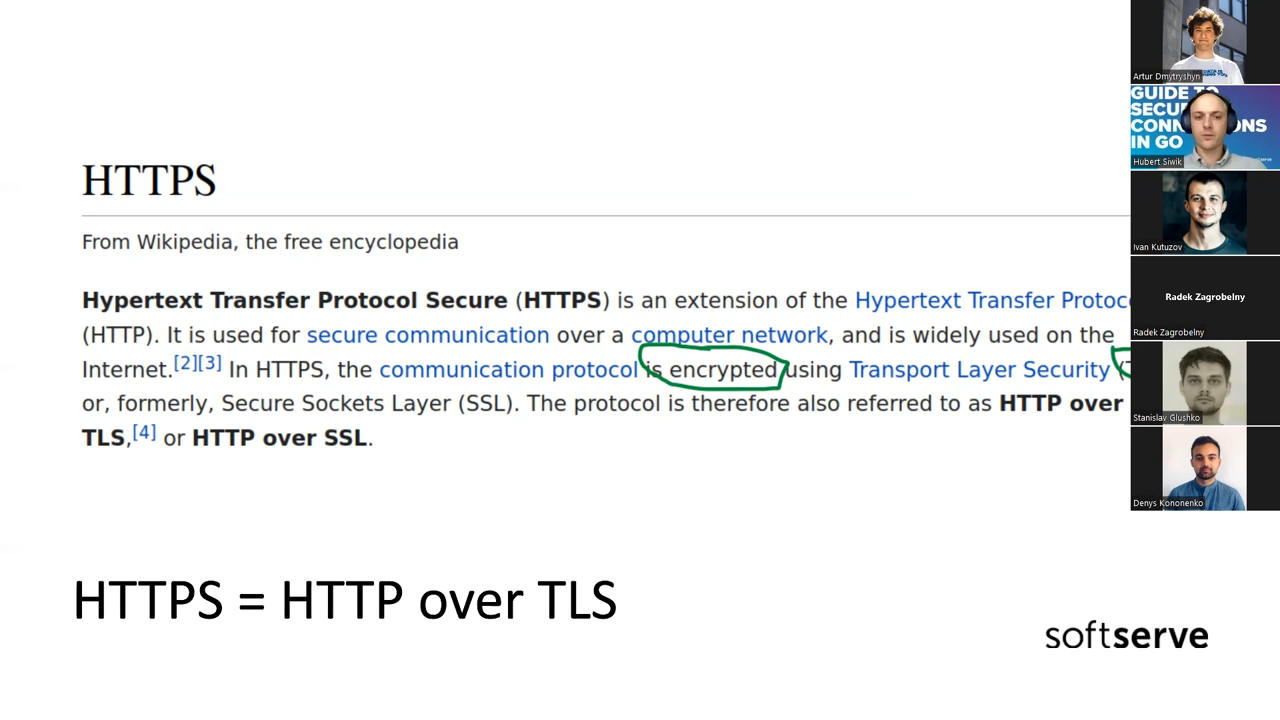 HTTPS
From Wikipedia, the free encyclopedia
Hypertext Transfer Protocol Secure (HTTPS) is an extension of the Hypertext Transfer
(HTTP). It is used for secure communication over a computer network, and is widely used on the
Internet.[2][3] In HTTPS, the communication protocol is encrypted using Transport Layer Security
or, formerly, Secure Sockets Layer (SSL). The protocol is therefore also referred to as HTTP over
TLS,[4] or HTTP over SSL.
HTTPS = HTTP over TLS
softserve
Artur Dmytryshyn
GUIDE TO
IN GO
Hubert Siwik
Ivan Kutuzov
Radek Zagrobelny
Radek Zagrobelny
Stanislav Glushko
Denys Kononenko